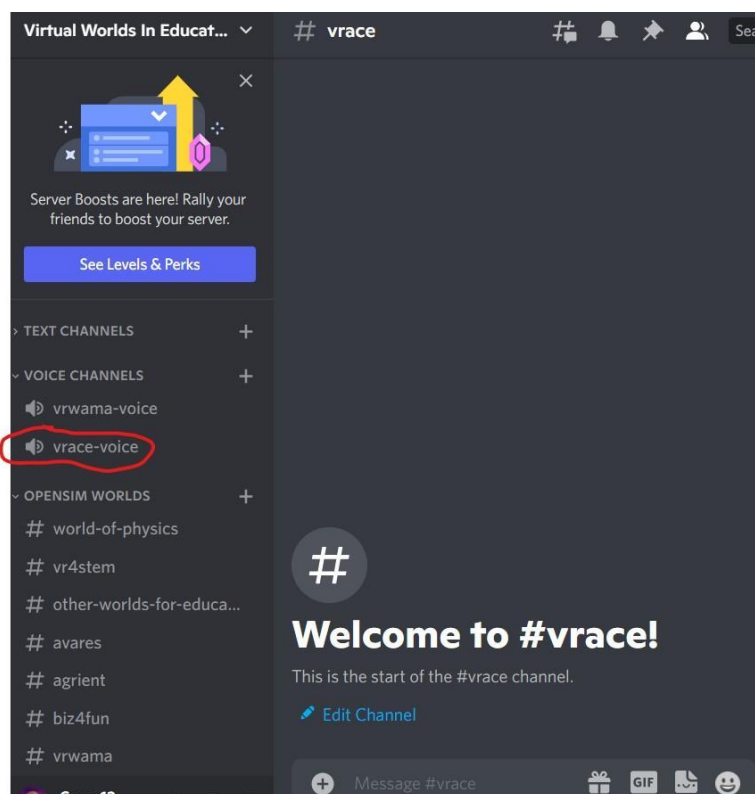 Virtual Worlds In Educat...
Server Boosts are here! Rally your
friends to boost your server.
See Levels & Perks
TEXT CHANNELS
VOICE CHANNELS
vrwama-voice
vrace-voice
OPENSIM WORLDS
# world-of-physics
# vr4stem
# other-worlds-for-educa...
# avares
# agrient
# biz4fun
# vrwama
# vrace
Sea
#
Welcome to #vrace!
This is the start of the #vrace channel.
Edit Channel
Message #vrace
GIF